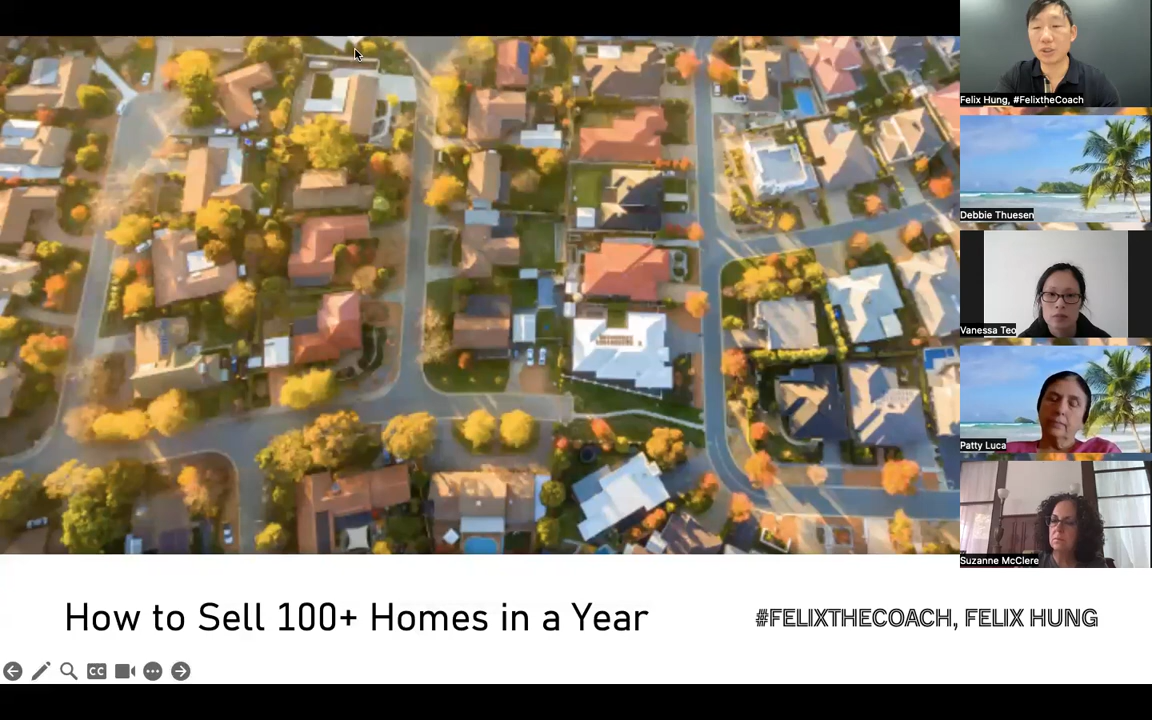 Felix Hung, #FelixtheCoach
Debbie Thuesen
Vanessa Teo
Patty Luca
Suzanne McClere
How to Sell 100+ Homes in a Year
#FELIXTHECOACH, FELIX HUNG
CC